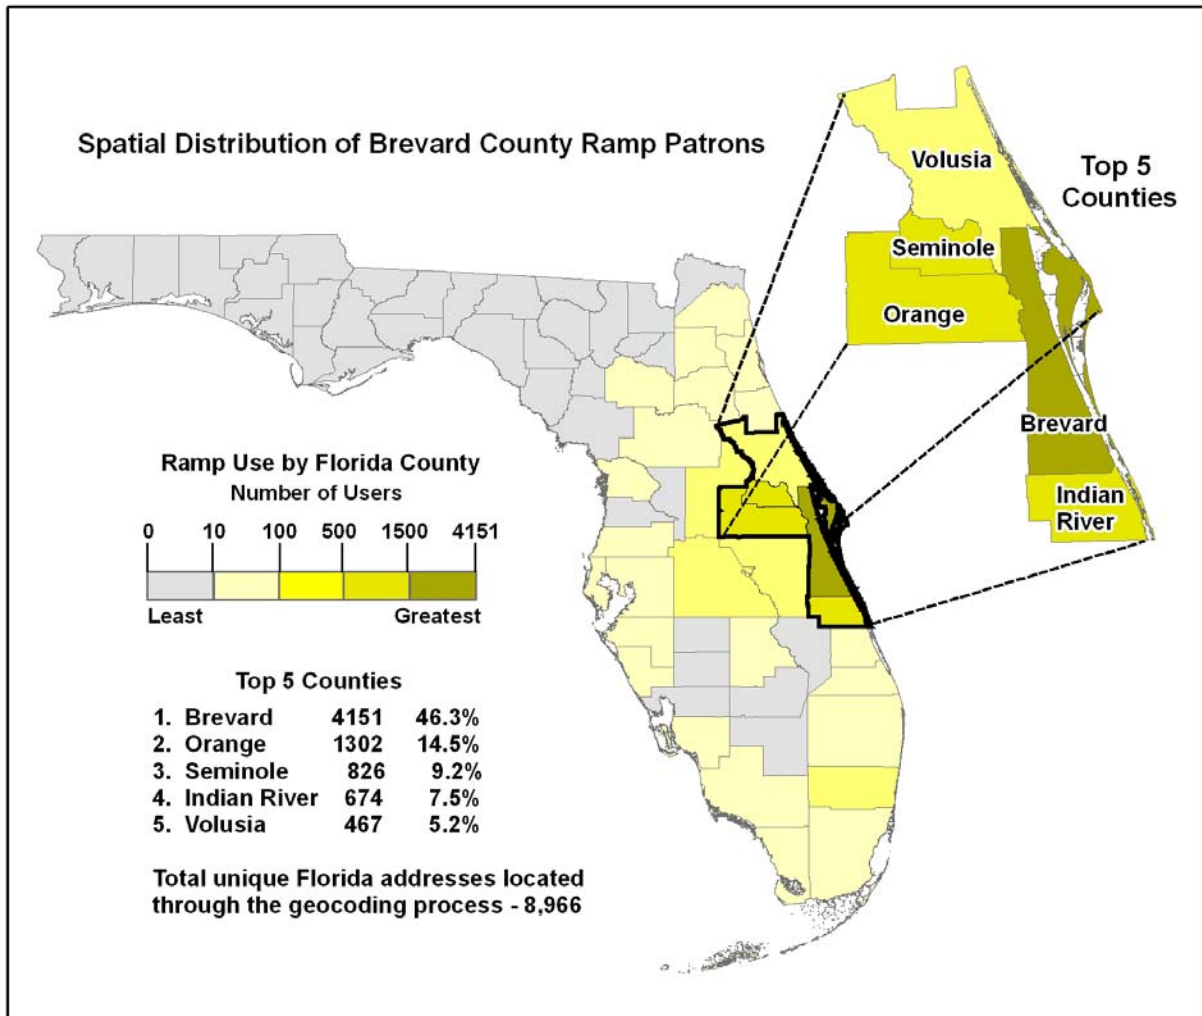 Spatial Distribution of Brevard County Ramp Patrons
Top 5
Counties
Volusia
Seminole
Orange
Brevard
Indian
River
Ramp Use by Florida County
Number of Users
0 10 100 500 1500 4151
Least Greatest
Top 5 Counties
1. Brevard 4151 46.3%
2. Orange 1302 14.5%
3. Seminole 826 9.2%
4. Indian River 674 7.5%
5. Volusia 467 5.2%
Total unique Florida addresses located
through the geocoding process - 8,966